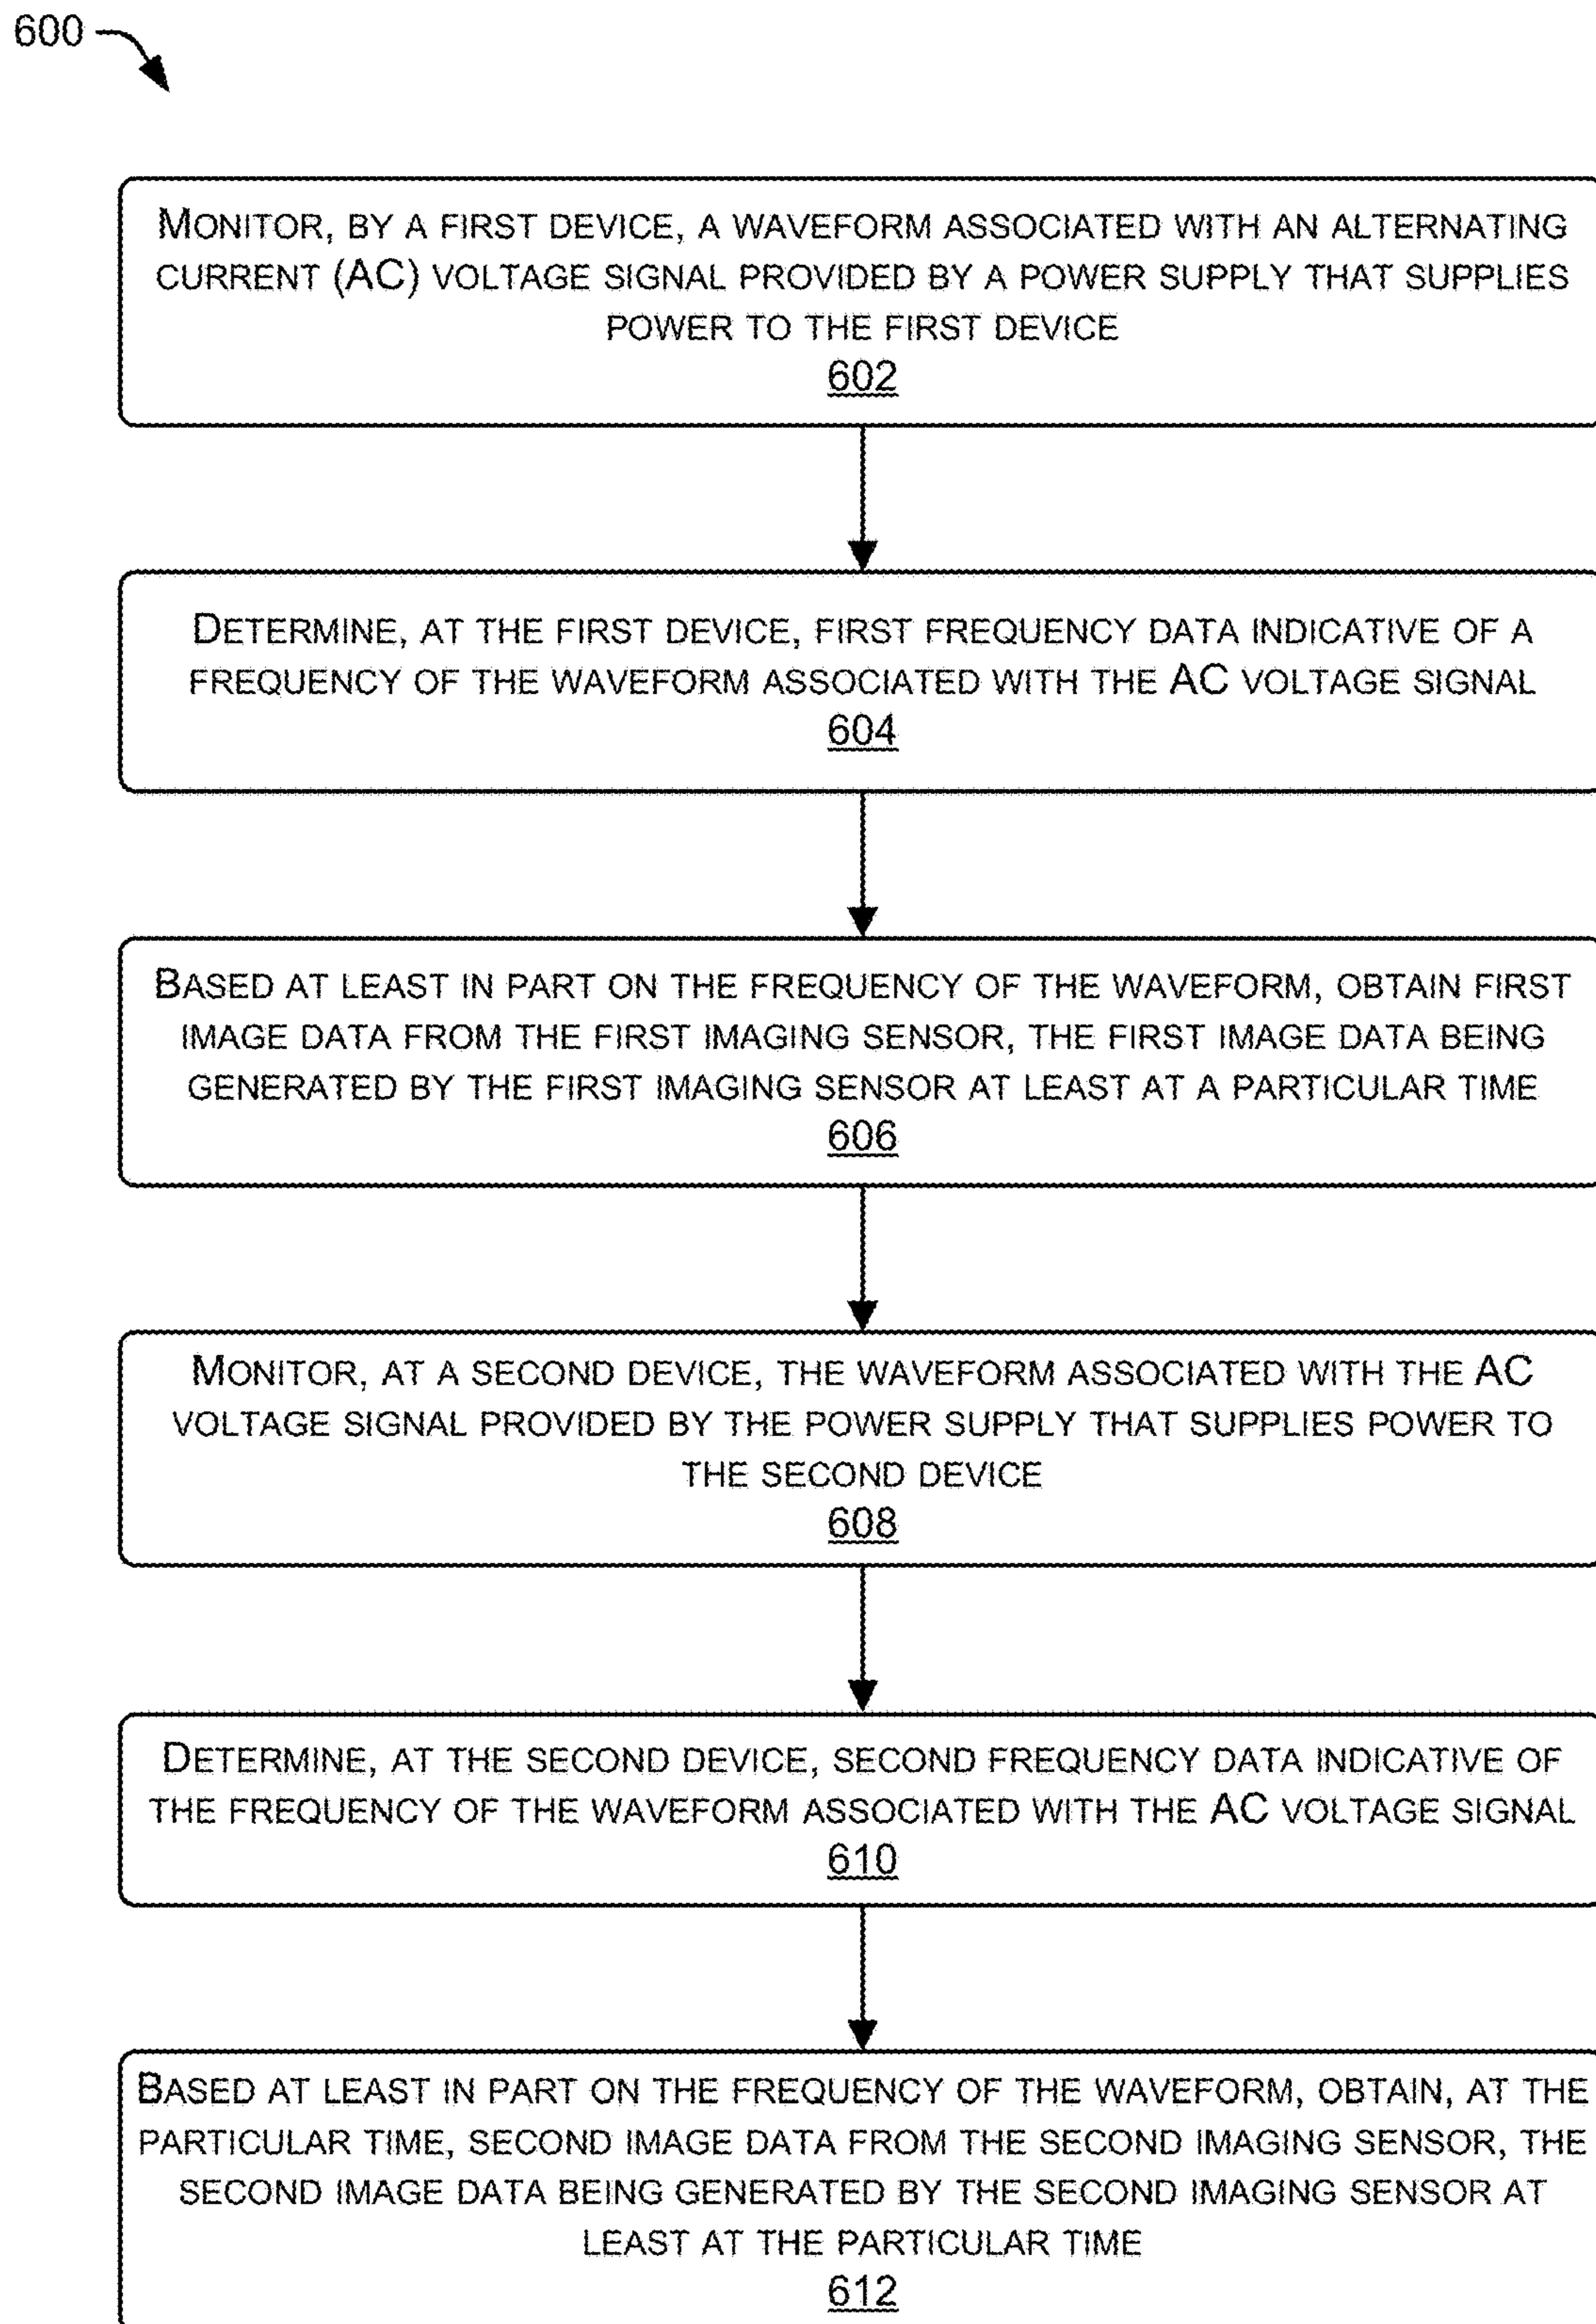 600
MONITOR, BY A FIRST DEVICE, A WAVEFORM ASSOCIATED WITH AN ALTERNATING
CURRENT (AC) VOLTAGE SIGNAL PROVIDED BY A POWER SUPPLY THAT SUPPLIES
POWER TO THE FIRST DEVICE
602
DETERMINE, AT THE FIRST DEVICE, FIRST FREQUENCY DATA INDICATIVE OF A
FREQUENCY OF THE WAVEFORM ASSOCIATED WITH THE AC VOLTAGE SIGNAL
604
BASED AT LEAST IN PART ON THE FREQUENCY OF THE WAVEFORM, OBTAIN FIRST
IMAGE DATA FROM THE FIRST IMAGING SENSOR, THE FIRST IMAGE DATA BEING
GENERATED BY THE FIRST IMAGING SENSOR AT LEAST AT A PARTICULAR TIME
606
MONITOR, AT A SECOND DEVICE, THE WAVEFORM ASSOCIATED WITH THE AC
VOLTAGE SIGNAL PROVIDED BY THE POWER SUPPLY THAT SUPPLIES POWER TO
THE SECOND DEVICE
608
DETERMINE, AT THE SECOND DEVICE, SECOND FREQUENCY DATA INDICATIVE OF
THE FREQUENCY OF THE WAVEFORM ASSOCIATED WITH THE AC VOLTAGE SIGNAL
610
BASED AT LEAST IN PART ON THE FREQUENCY OF THE WAVEFORM, OBTAIN, AT THE
PARTICULAR TIME, SECOND IMAGE DATA FROM THE SECOND IMAGING SENSOR, THE
SECOND IMAGE DATA BEING GENERATED BY THE SECOND IMAGING SENSOR AT
LEAST AT THE PARTICULAR TIME
612